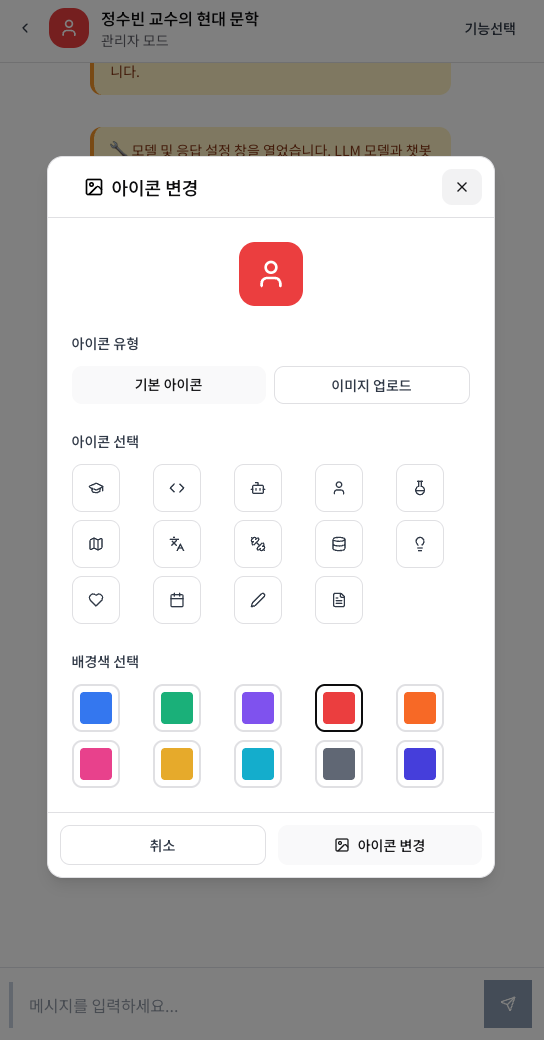 정수빈 교수의 현대 문학
관리자 모드
기능선택
니다.
🔧 모델 및 응답 설정 창을 열었습니다. LLM 모델과 챗봇
아이콘 변경
아이콘 유형
기본 아이콘
이미지 업로드
아이콘 선택
배경색 선택
취소
아이콘 변경
메시지를 입력하세요...